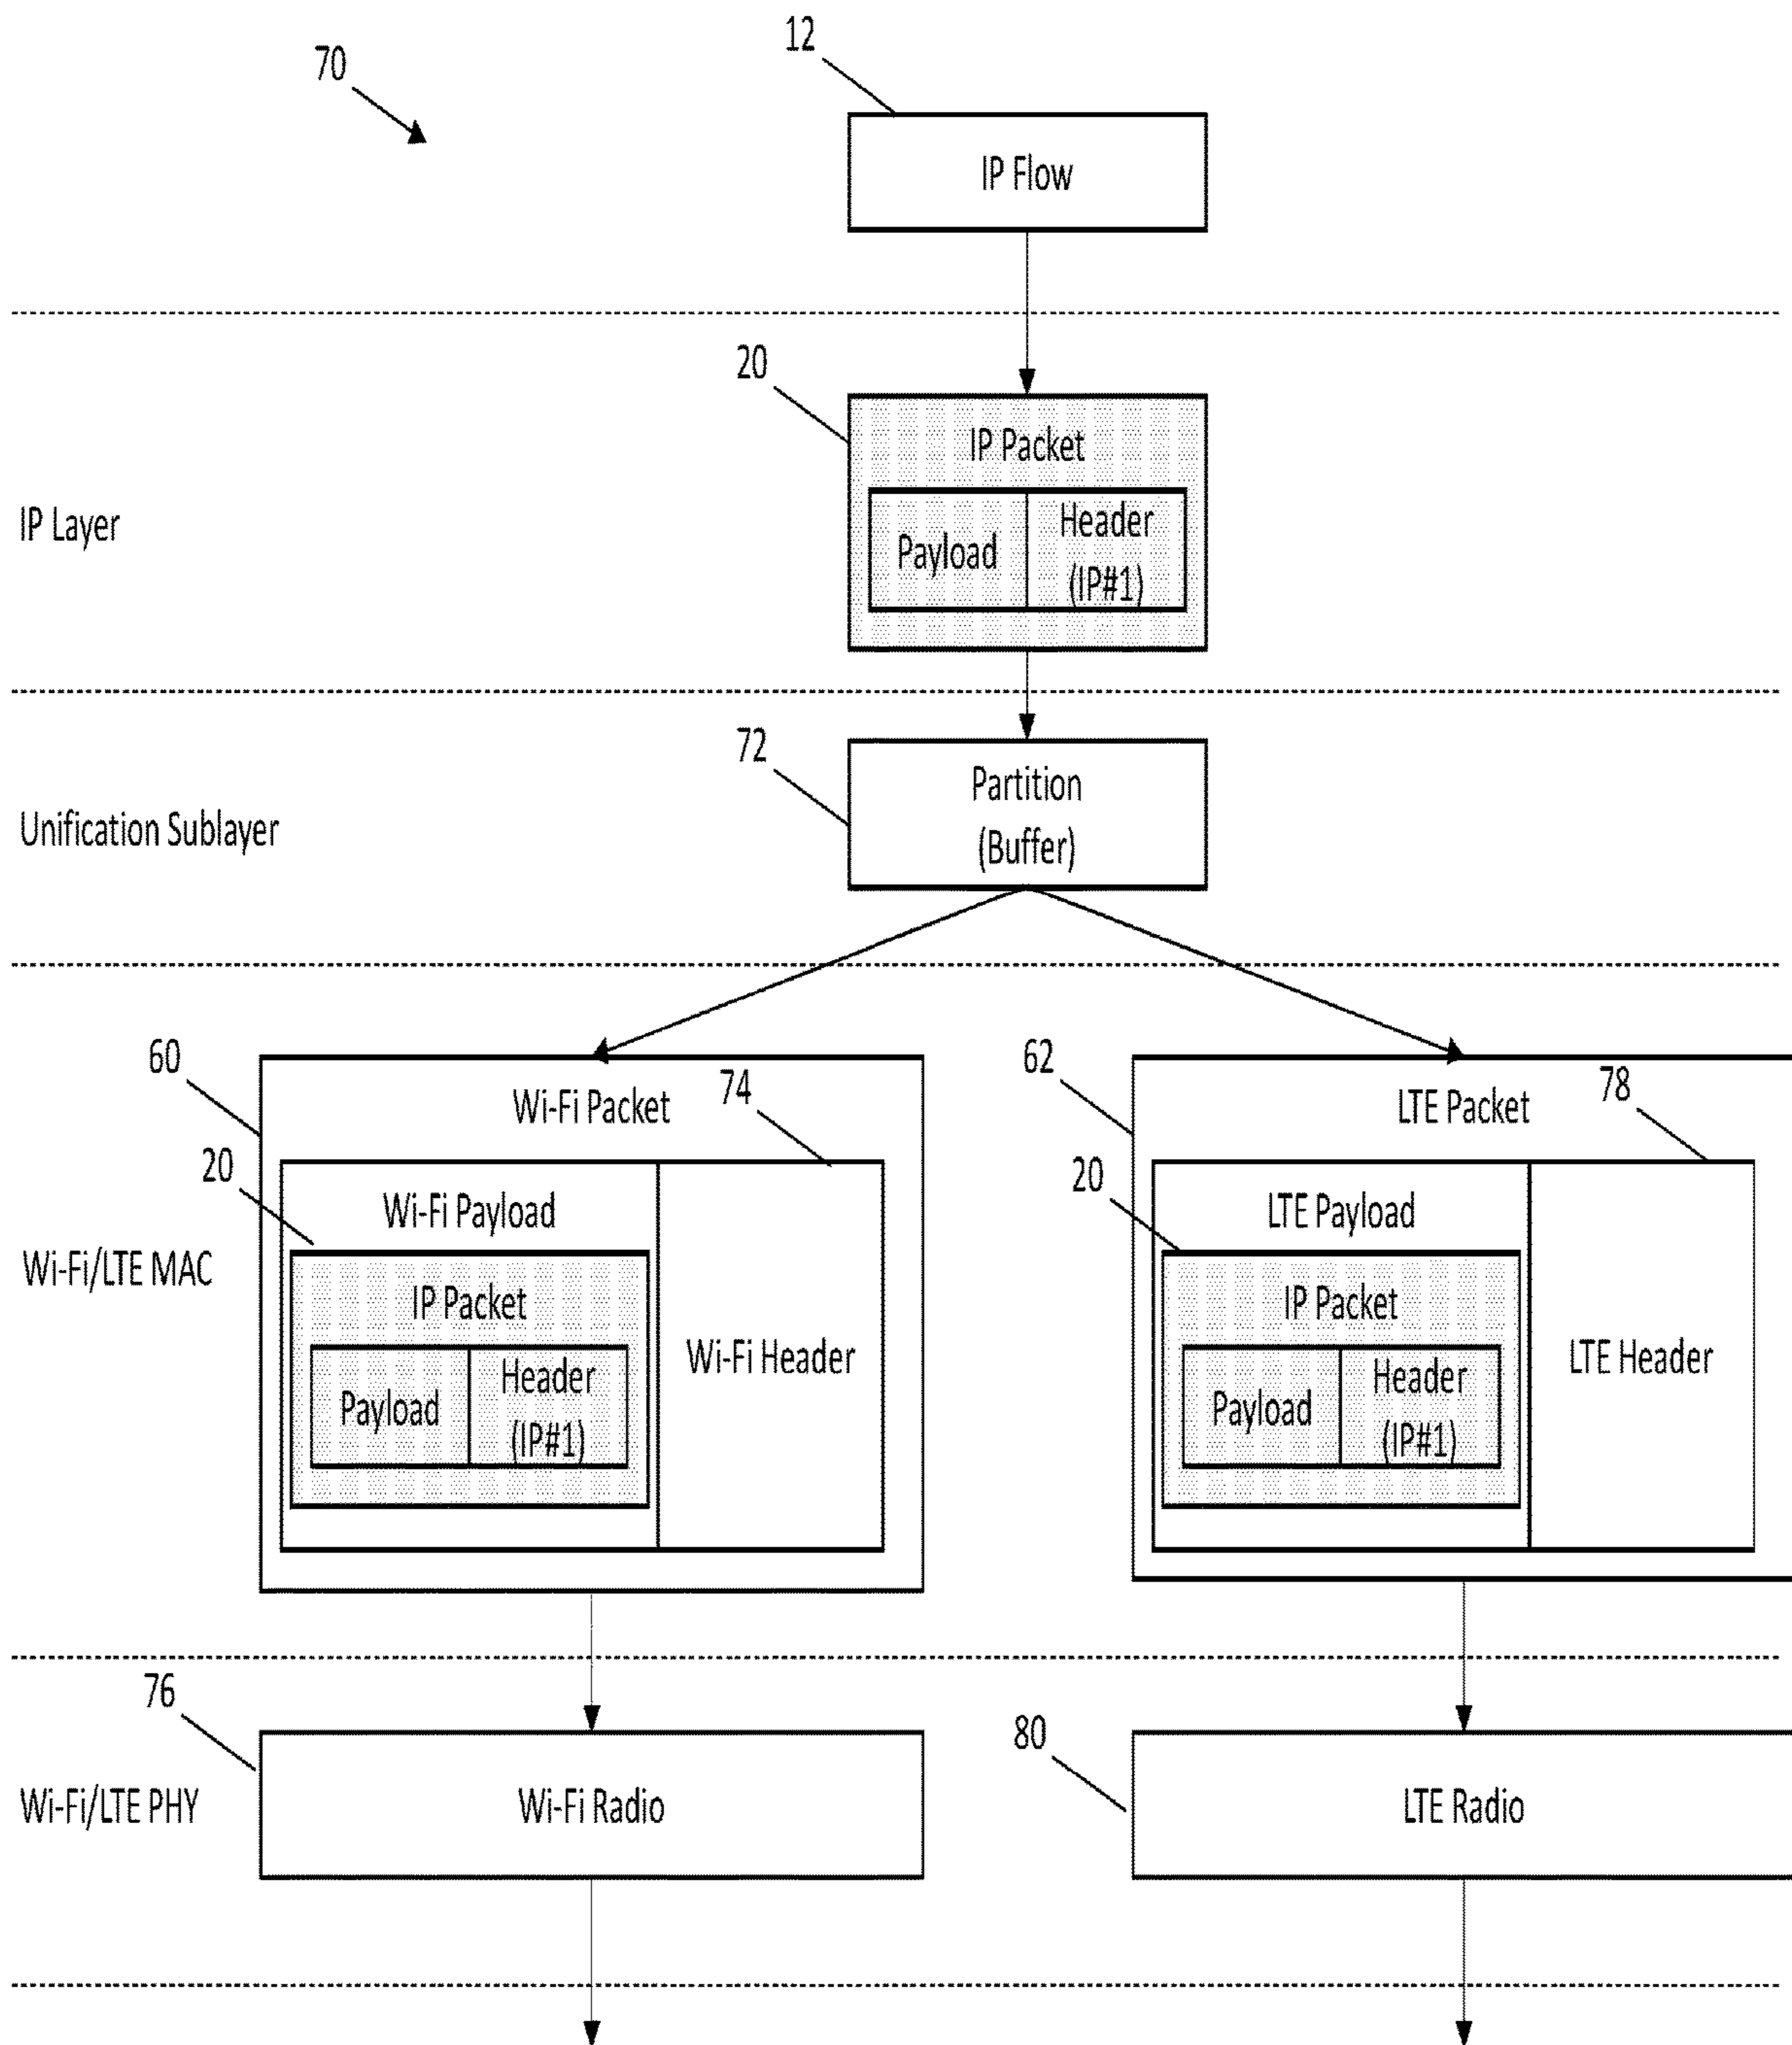 12
70
IP Flow
20
IP Packet
IP Layer
Payload
Header
(IP#1)
72
Partition
(Buffer)
Unification Sublayer
60
74
62
78
Wi-Fi Packet
LTE Packet
20
20
Wi-Fi Payload
LTE Payload
Wi-Fi/LTE MAC
IP Packet
IP Packet
Wi-Fi Header
LTE Header
Payload
Header
(IP#1)
Payload
Header
(IP#1)
76
80
Wi-Fi/LTE PHY
Wi-Fi Radio
LTE Radio